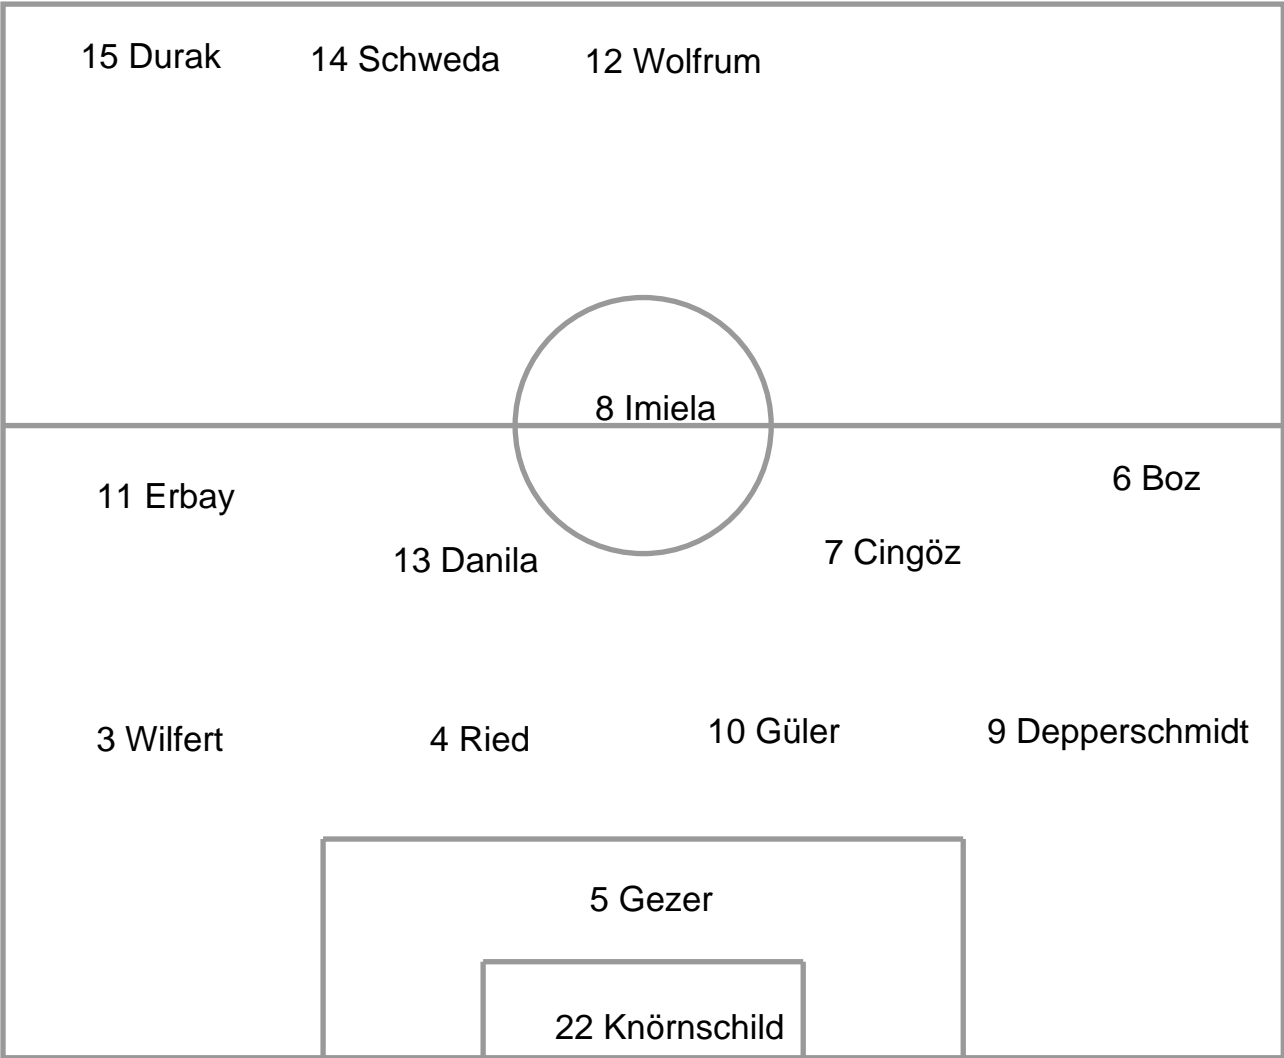 15 Durak
14 Schweda
12 Wolfrum
8 Imiela
11 Erbay
6 Boz
13 Danila
7 Cingöz
3 Wilfert
4 Ried
10 Güler
9 Depperschmidt
5 Gezer
22 Knörnschild